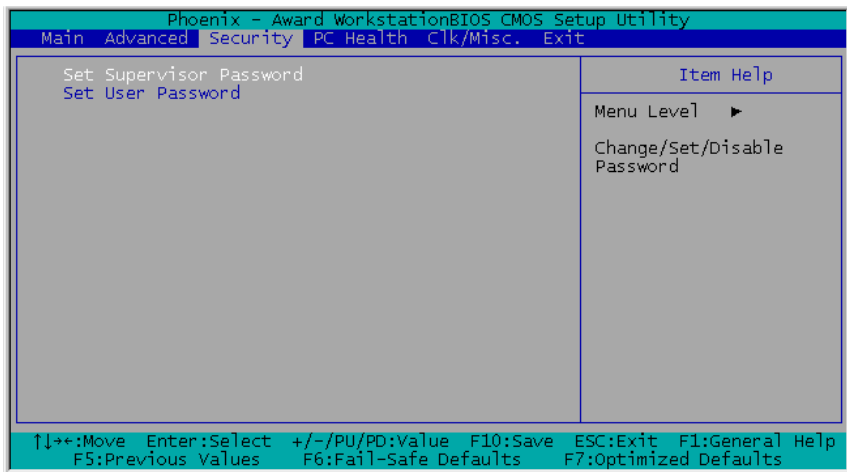 Phoenix - Award WorkstationBIOS CMOS Setup Utility
Main Advanced Security PC Health Clk/Misc. Exit
Set Supervisor Password
Set User Password
Item Help
Menu Level ►
Change/Set/Disable
Password
↑↓→←:Move Enter:Select +/-/PU/PD:Value F10:Save ESC:Exit F1:General Help
F5:Previous Values F6:Fail-Safe Defaults F7:Optimized Defaults